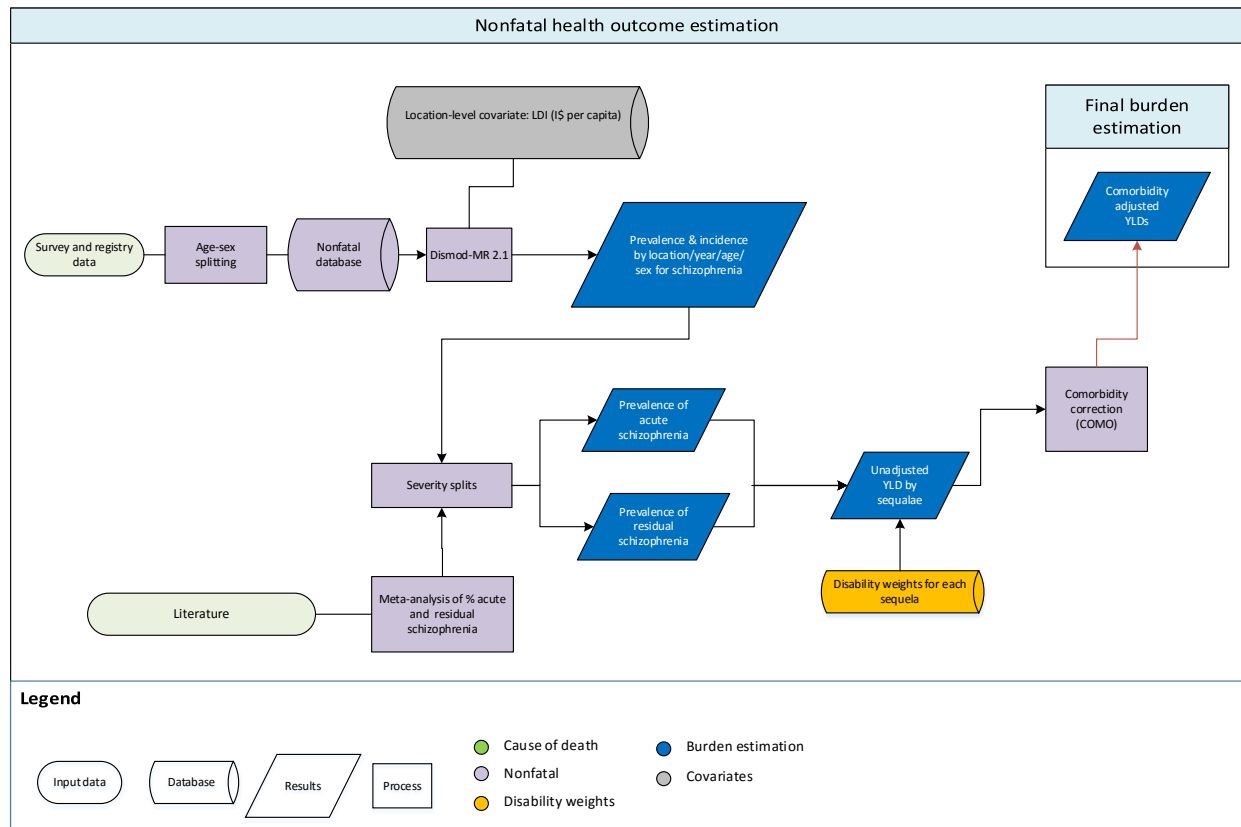 Nonfatal health outcome estimation
Location-level covariate: LDI (I$ per capita)
Final burden
estimation
Comorbidity
adjusted
YLDs
Survey and registry
data
Age-sex
splitting
Nonfatal
database
Dismod-MR 2.1
Prevalence & incidence
by location/year/age/
sex for schizophrenia
Prevalence of
acute
schizophrenia
Comorbidity
correction
(COMO)
Severity splits
Unadjusted
YLD by
sequalae
Prevalence of
residual
schizophrenia
Disability weights for each
sequela
Literature
Meta-analysis of % acute
and residual
schizophrenia
Legend
Input data
Database
Results
Process
Cause of death
Nonfatal
Disability weights
Burden estimation
Covariates